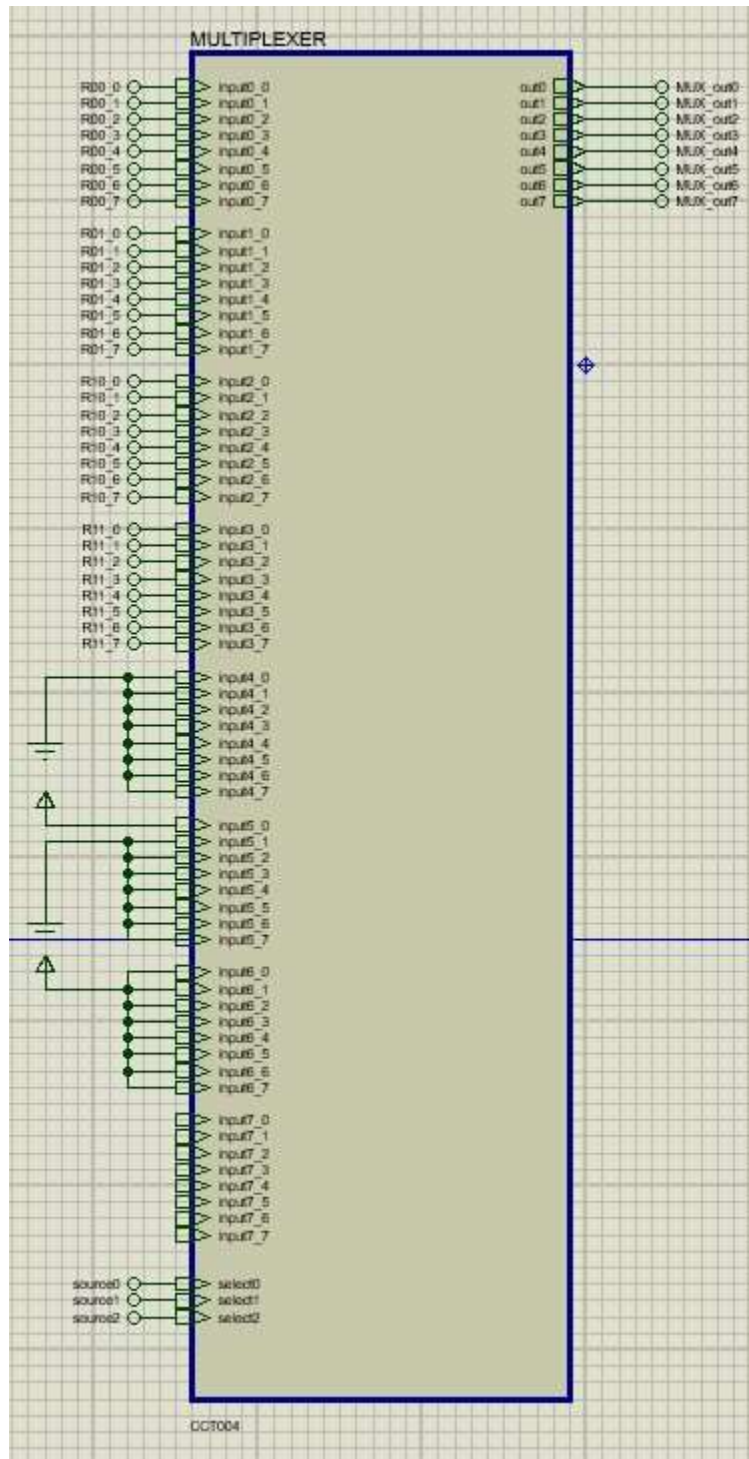 MULTIPLEXER
R00_0 input0_0 out0 MUX_out0
R00_1 input0_1 out1 MUX_out1
R00_2 input0_2 out2 MUX_out2
R00_3 input0_3 out3 MUX_out3
R00_4 input0_4 out4 MUX_out4
R00_5 input0_5 out5 MUX_out5
R00_6 input0_6 out6 MUX_out6
R00_7 input0_7 out7 MUX_out7
R01_0 input1_0
R01_1 input1_1
R01_2 input1_2
R01_3 input1_3
R01_4 input1_4
R01_5 input1_5
R01_6 input1_6
R01_7 input1_7
R10_0 input2_0
R10_1 input2_1
R10_2 input2_2
R10_3 input2_3
R10_4 input2_4
R10_5 input2_5
R10_6 input2_6
R10_7 input2_7
R11_0 input3_0
R11_1 input3_1
R11_2 input3_2
R11_3 input3_3
R11_4 input3_4
R11_5 input3_5
R11_6 input3_6
R11_7 input3_7
input4_0
input4_1
input4_2
input4_3
input4_4
input4_5
input4_6
input4_7
input5_0
input5_1
input5_2
input5_3
input5_4
input5_5
input5_6
input5_7
input6_0
input6_1
input6_2
input6_3
input6_4
input6_5
input6_6
input6_7
input7_0
input7_1
input7_2
input7_3
input7_4
input7_5
input7_6
input7_7
source0 select0
source1 select1
source2 select2
CCT004